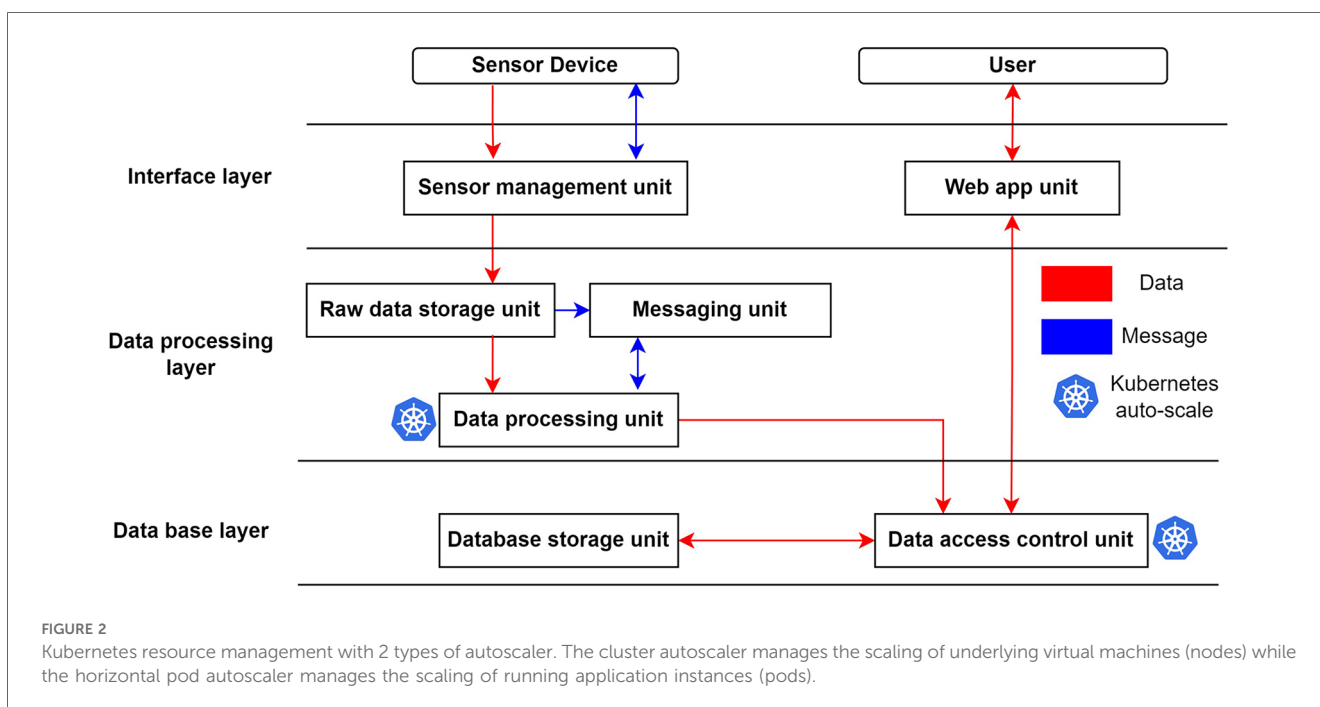 Sensor Device
User
Interface layer
Sensor management unit
Web app unit
Raw data storage unit
Messaging unit
Data
Data processing
layer
Message
Kubernetes
auto-scale
Data processing unit
Data base layer
Database storage unit
Data access control unit
FIGURE 2
Kubernetes resource management with 2 types of autoscaler. The cluster autoscaler manages the scaling of underlying virtual machines (nodes) while
the horizontal pod autoscaler manages the scaling of running application instances (pods).